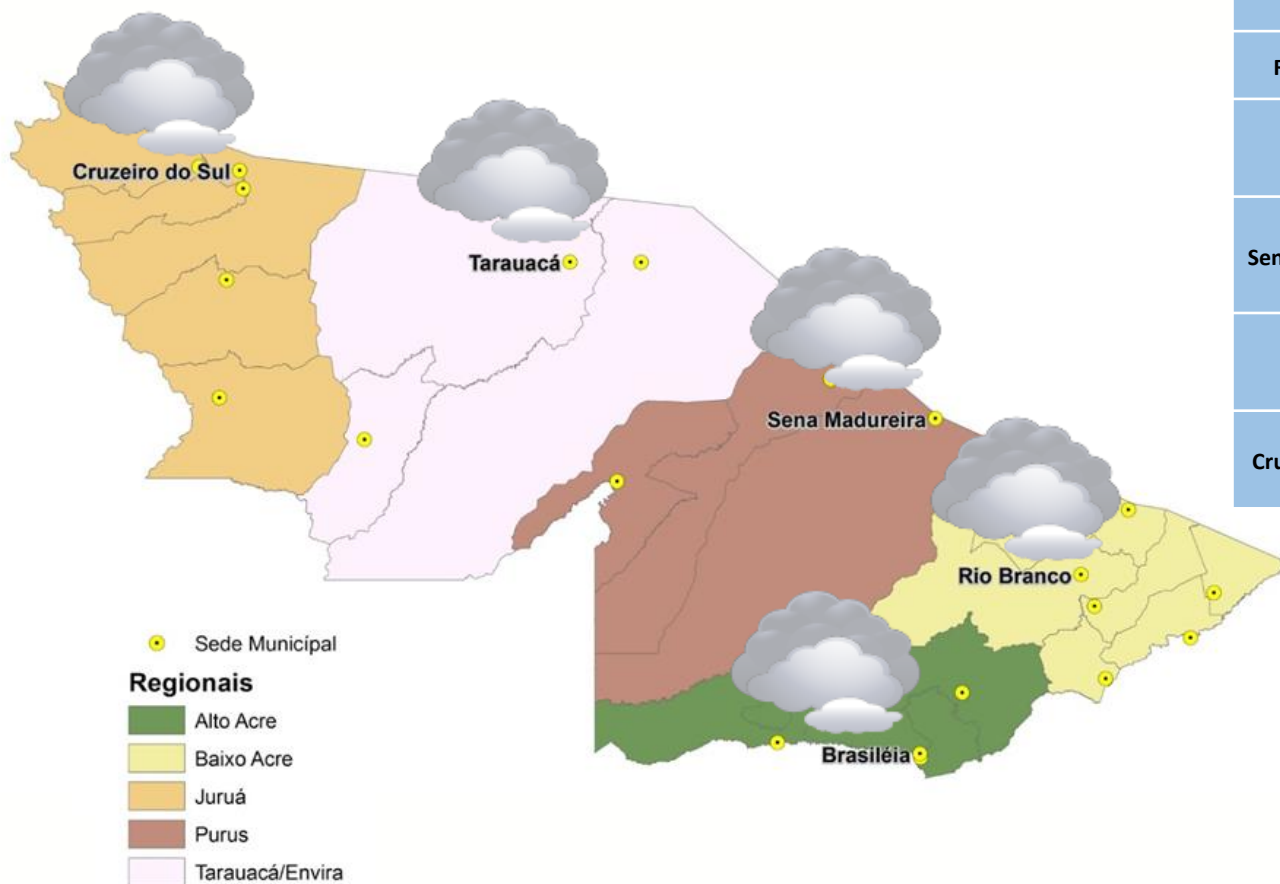 Cruzeiro do Sul
Tarauacá
Sena Madureira
Rio Branco
Brasiléia
Sede Municípal
Regionais
Alto Acre
Baixo Acre
Juruá
Purus
Tarauacá/Envira